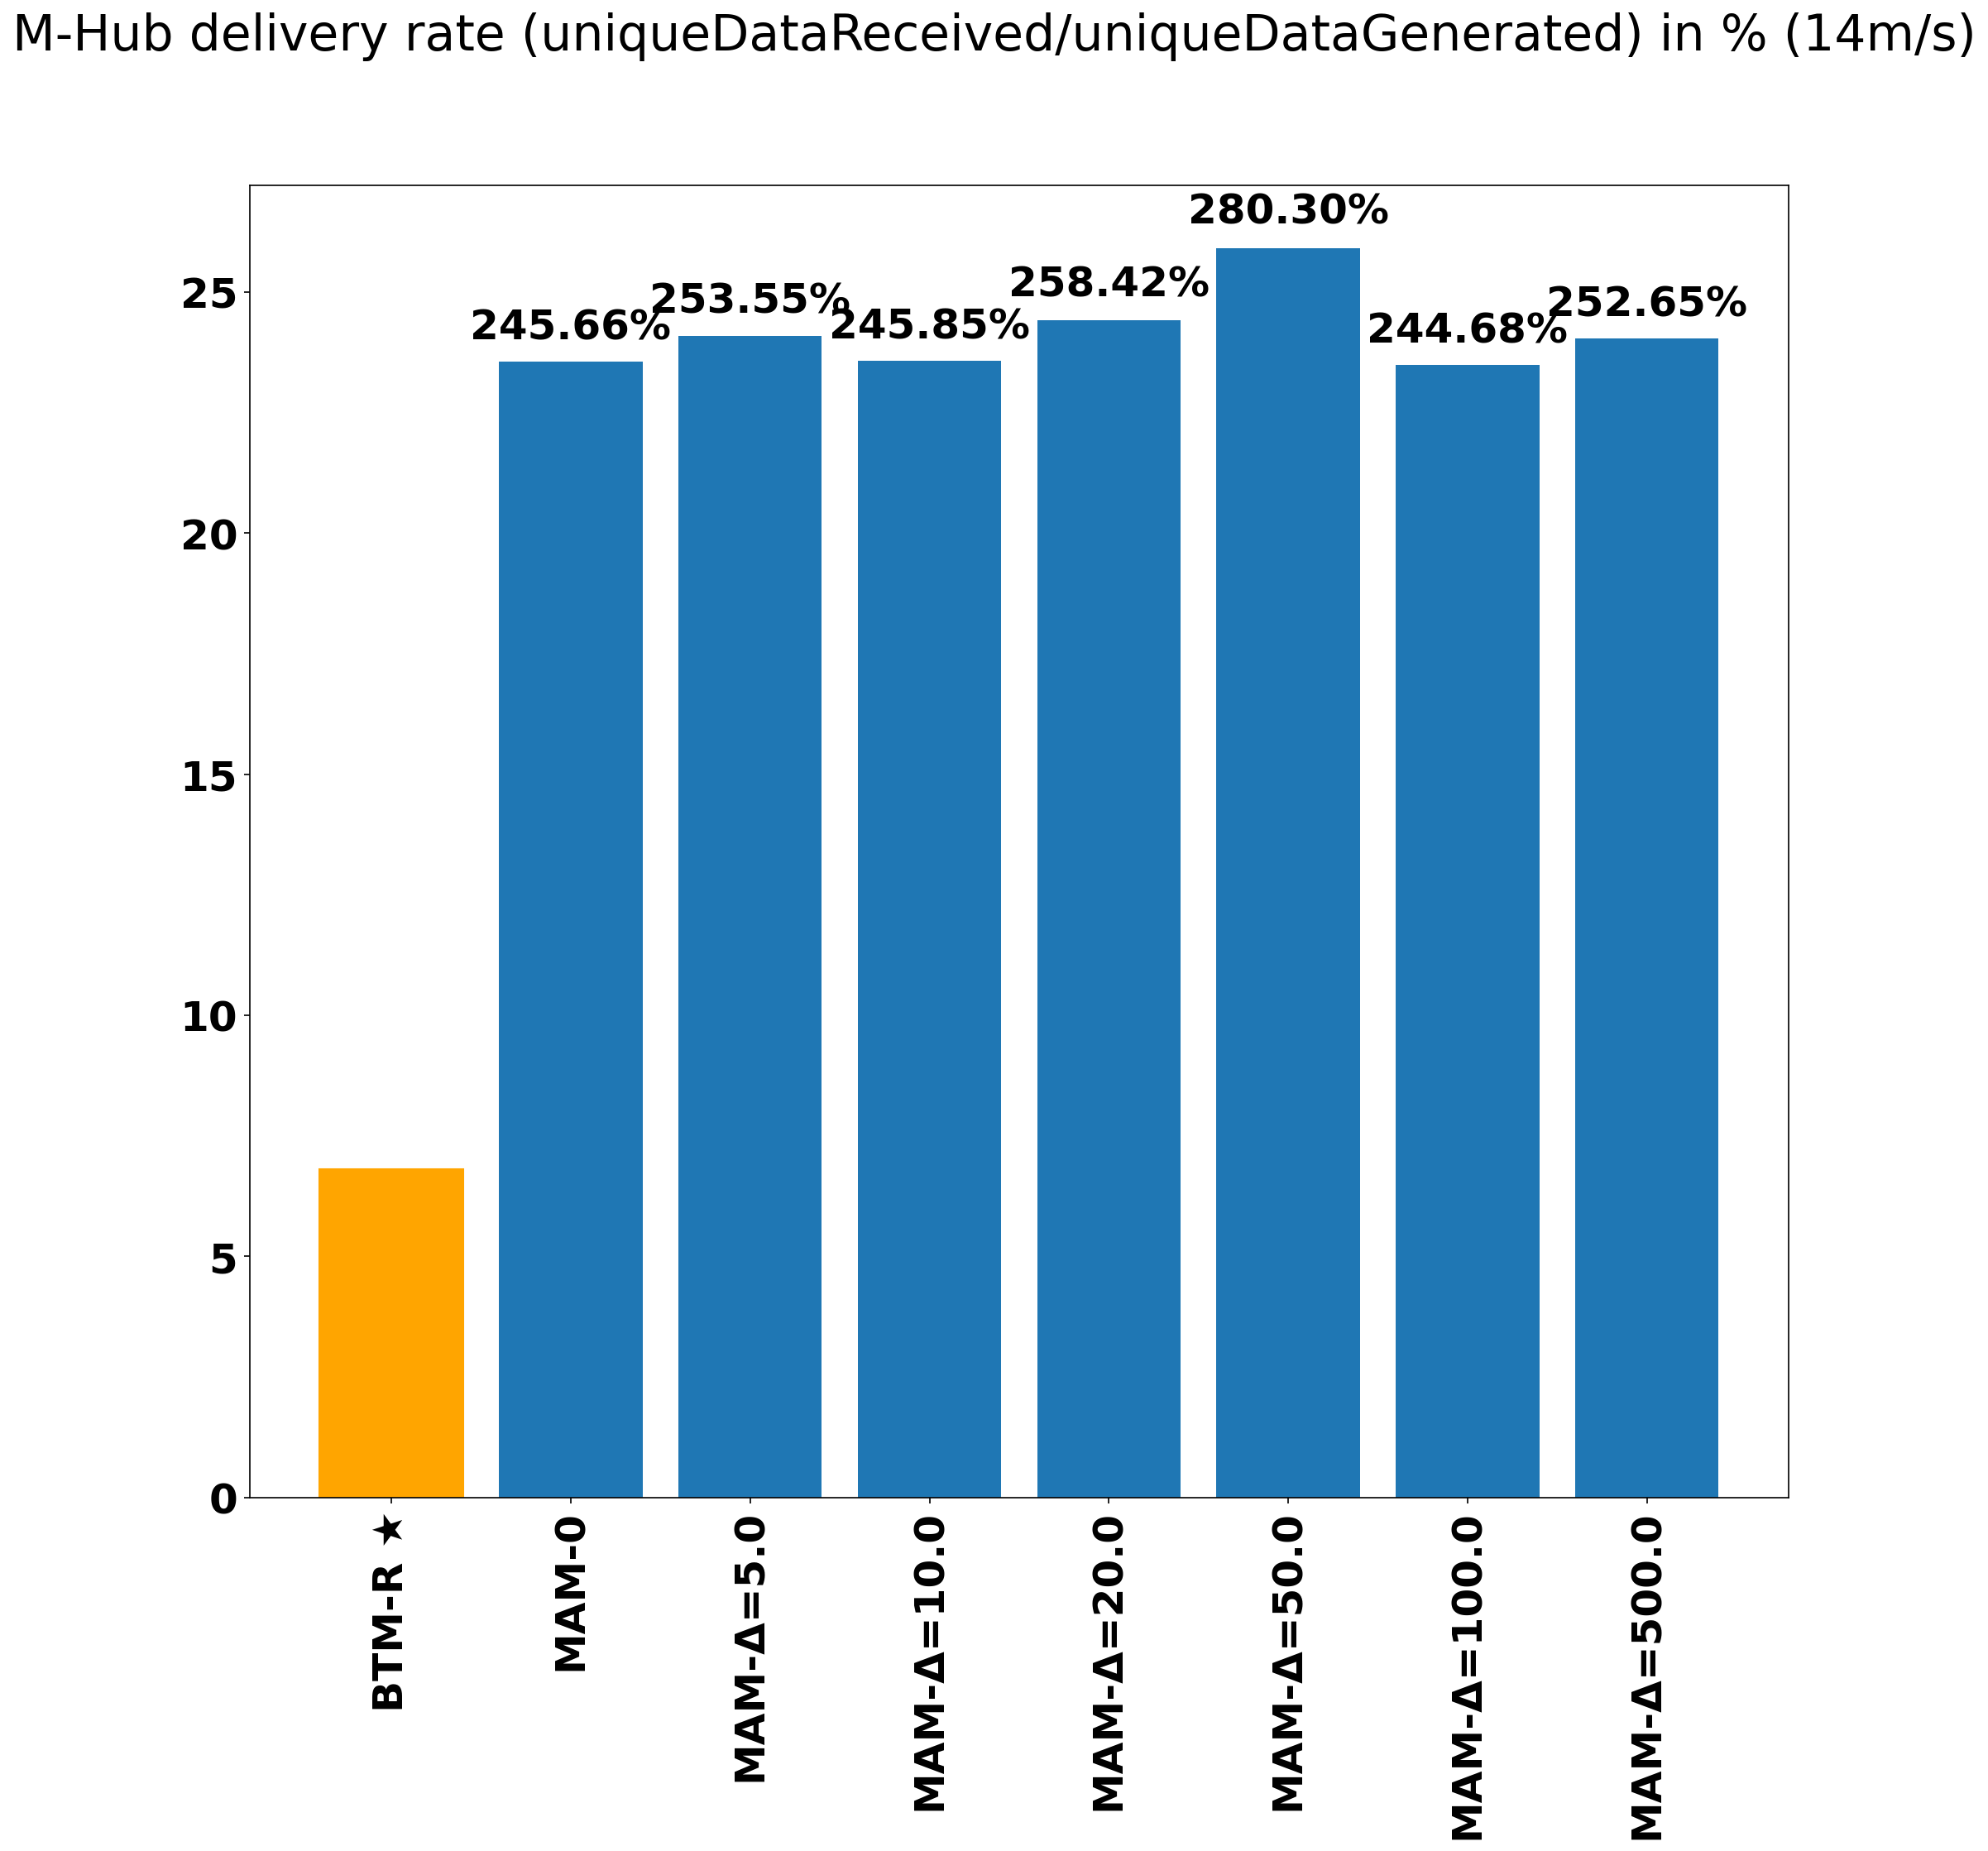 M-Hub delivery rate (uniqueDataReceived/uniqueDataGenerated) in % (14m/s)
280.30%
258.42%
253.55%
252.65%
245.66%
245.85%
244.68%
25
20
15
10
5
0
BTM-R ★
MAM-0
MAM-Δ=5.0
MAM-Δ=10.0
MAM-Δ=20.0
MAM-Δ=50.0
MAM-Δ=100.0
MAM-Δ=500.0